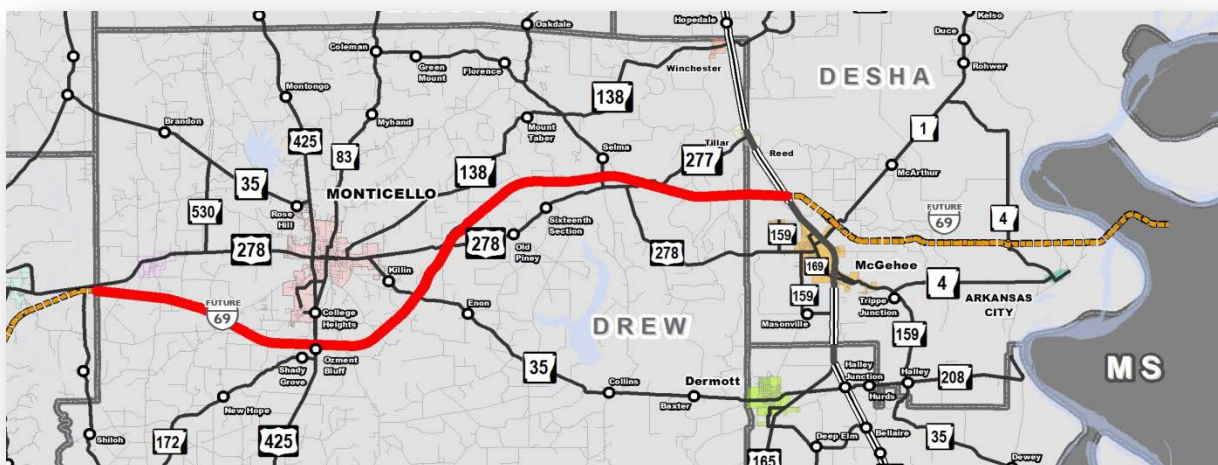 Hopedale
Oakdale
Kelso
Duce
Rohwer
Coleman
Green
Mount
Florence
Winchester
DESHA
Montongo
138
Mount
Taber
1
Brandon
425
Myhand
83
Selma
Tillar
Reed
277
McArthur
35
138
MONTICELLO
530
Rose
Hill
Sixteenth
Section
FUTURE
69
4
278
278
Old
Piney
278
159
169
McGehee
Killin
4
159
ARKANSAS
CITY
FUTURE
69
College
Heights
Enon
DREW
Masonville
Trippe
Junction
159
Ozment
Bluff
Shady
Grove
35
Collins
Dermott
Baxter
Halley
Junction
Hurds
Halley
208
MS
New Hope
Shiloh
172
425
165
Deep Elm
Bellaire
35
Dewey